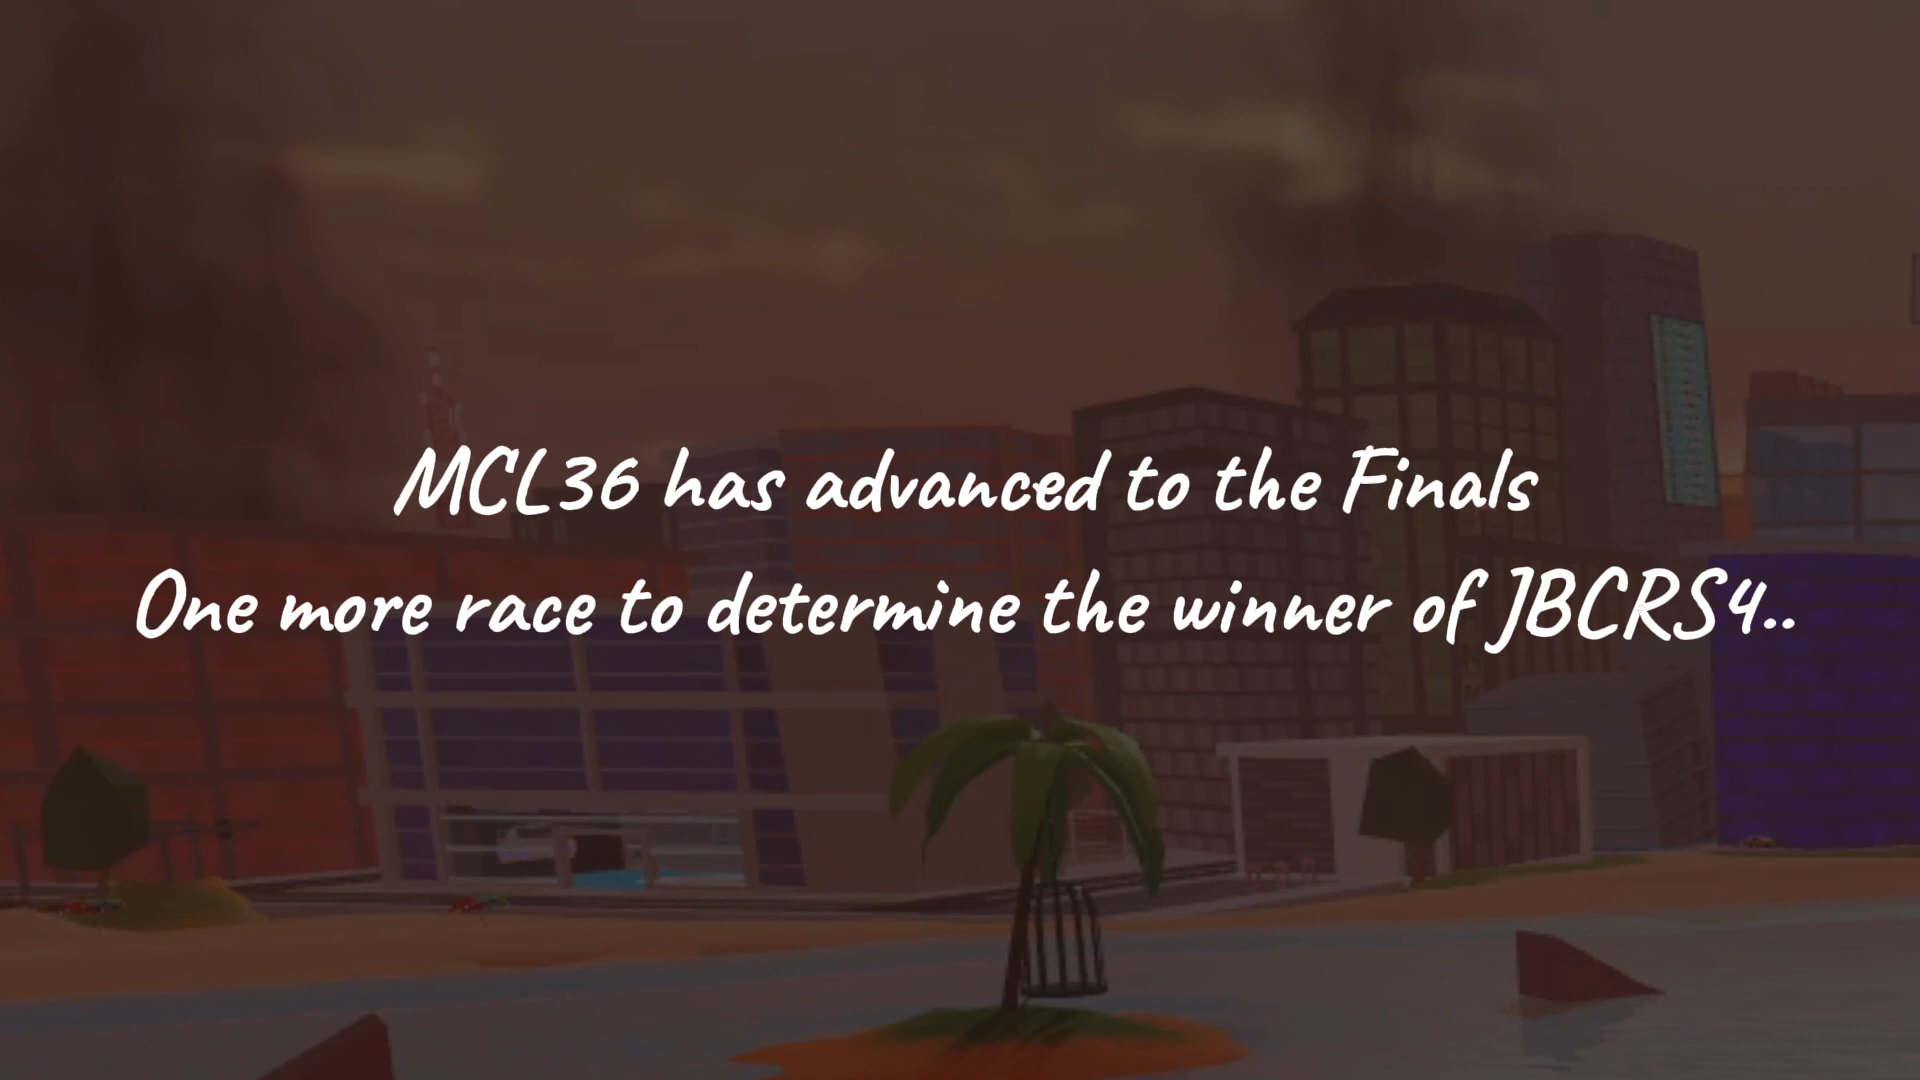 MCL36 has advanced to the Finals
One more race to determine the winner of JBCRS4..